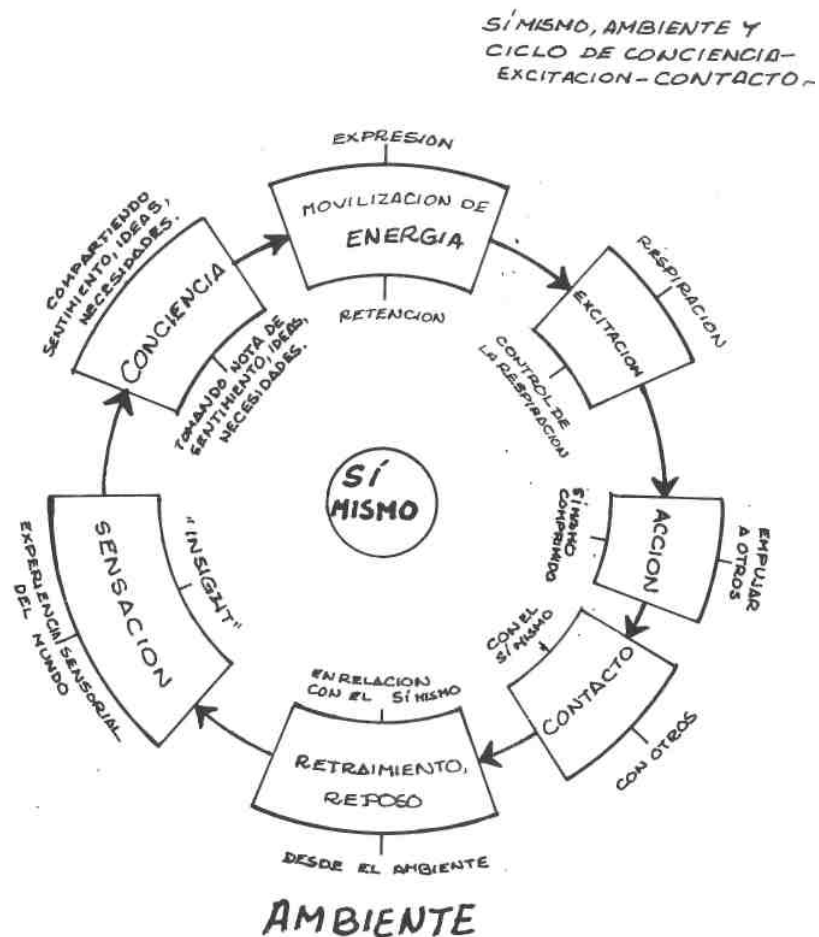 SÍ MISMO, AMBIENTE Y
CICLO DE CONCIENCIA-
EXCITACION-CONTACTO~
EXPRESION
MOVILIZACION DE
ENERGIA
RETENCION
RESPIRACION
EXCITACION
CONTROL DE
LA RESPIRACION
EMPUJAR
A OTROS
ACCION
SÍ MISMO
COMPRIMIDO
CON EL
SÍ MISMO
CONTACTO
CON OTROS
EN RELACION
CON EL SÍ MISMO
RETRAIMIENTO,
REPOSO
DESDE EL AMBIENTE
"INSIGHT"
SENSACION
EXPERIENCIA SENSORIAL
DEL MUNDO
COMPARTIENDO
SENTIMIENTO, IDEAS,
NECESIDADES.
CONCIENCIA
TOMANDO NOTA DE
SENTIMIENTO, IDEAS,
NECESIDADES.
SÍ
MISMO
AMBIENTE